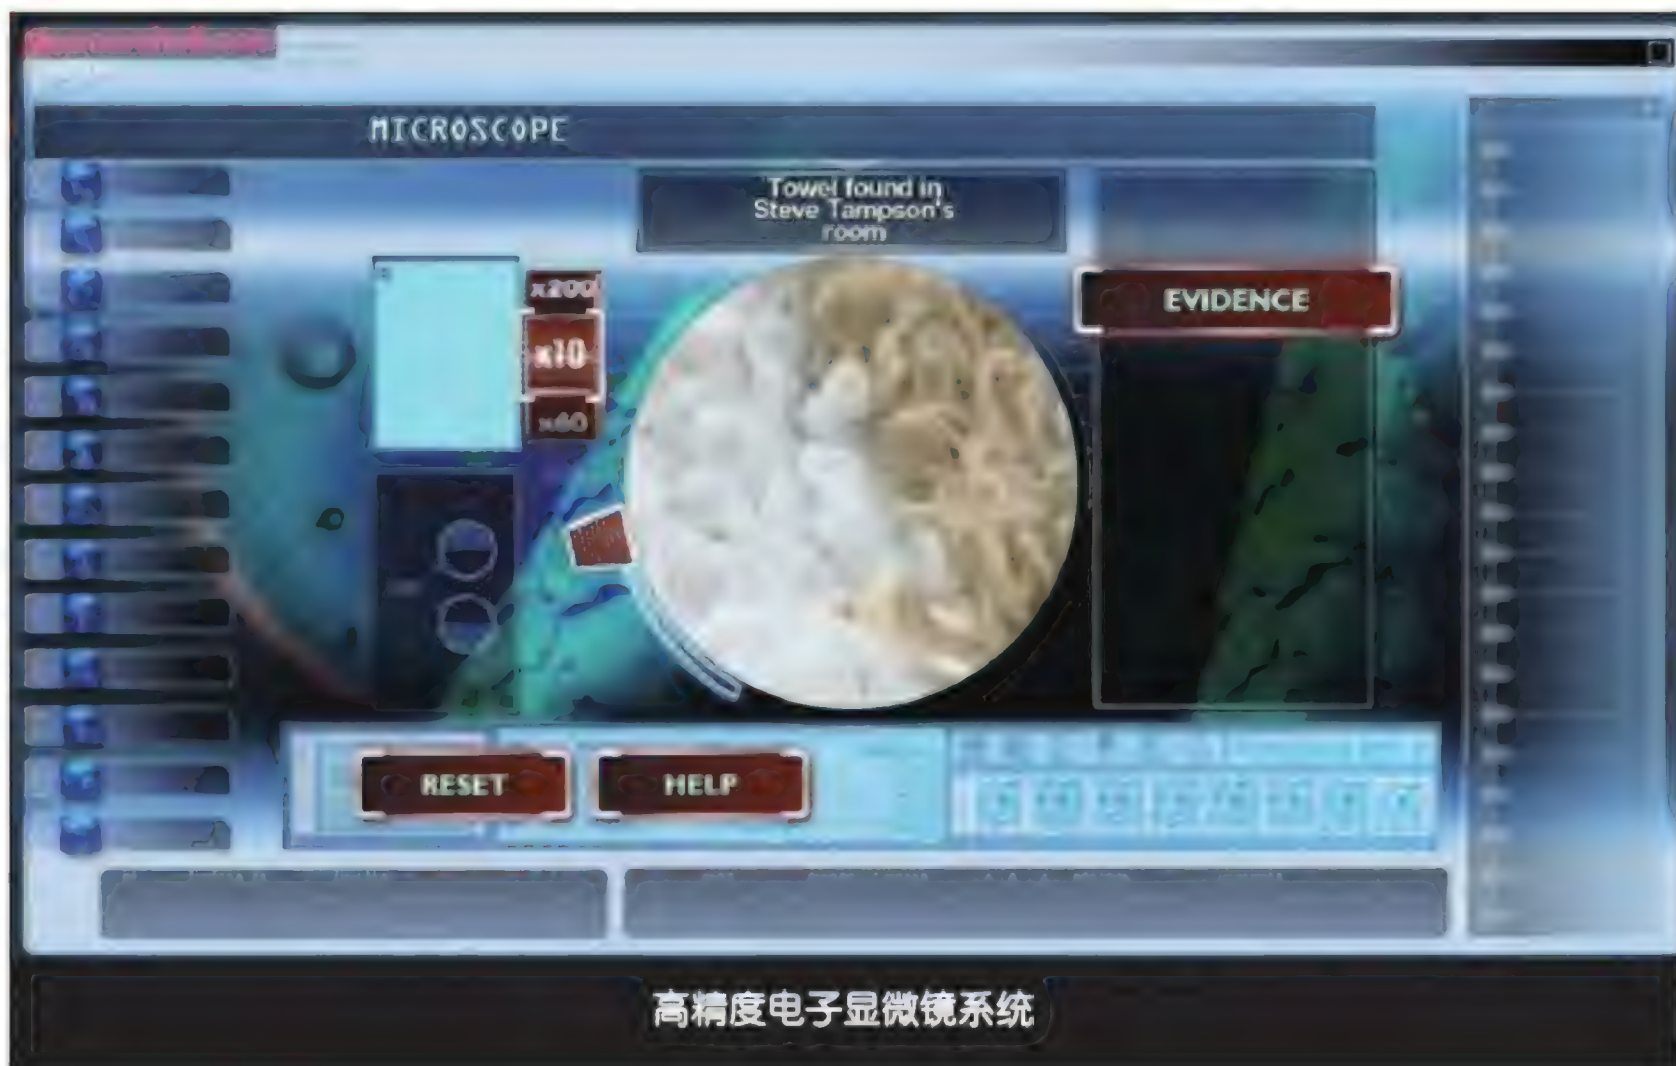 MICROSCOPE
Towel found in
Steve Tampson's
room
x200
x10
x60
EVIDENCE
RESET
HELP
高精度电子显微镜系统